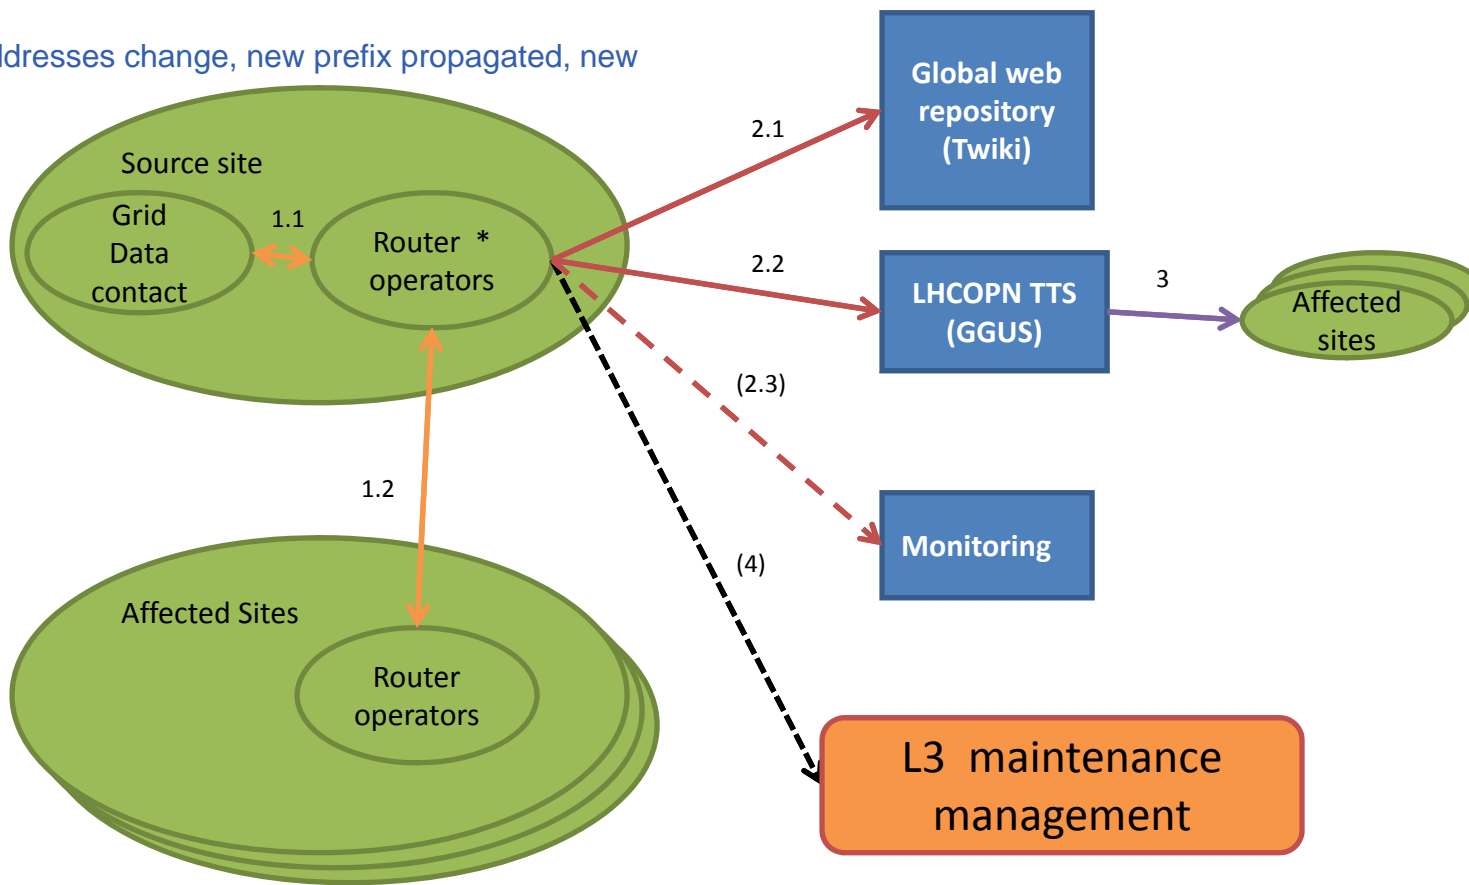 ddresses change, new prefix propagated, new
Source site
Grid
Data
contact
1.1
Router *
operators
2.1
Global web
repository
(Twiki)
2.2
LHCOPN TTS
(GGUS)
3
Affected
sites
(2.3)
Monitoring
1.2
(4)
Affected Sites
Router
operators
L3 maintenance
management